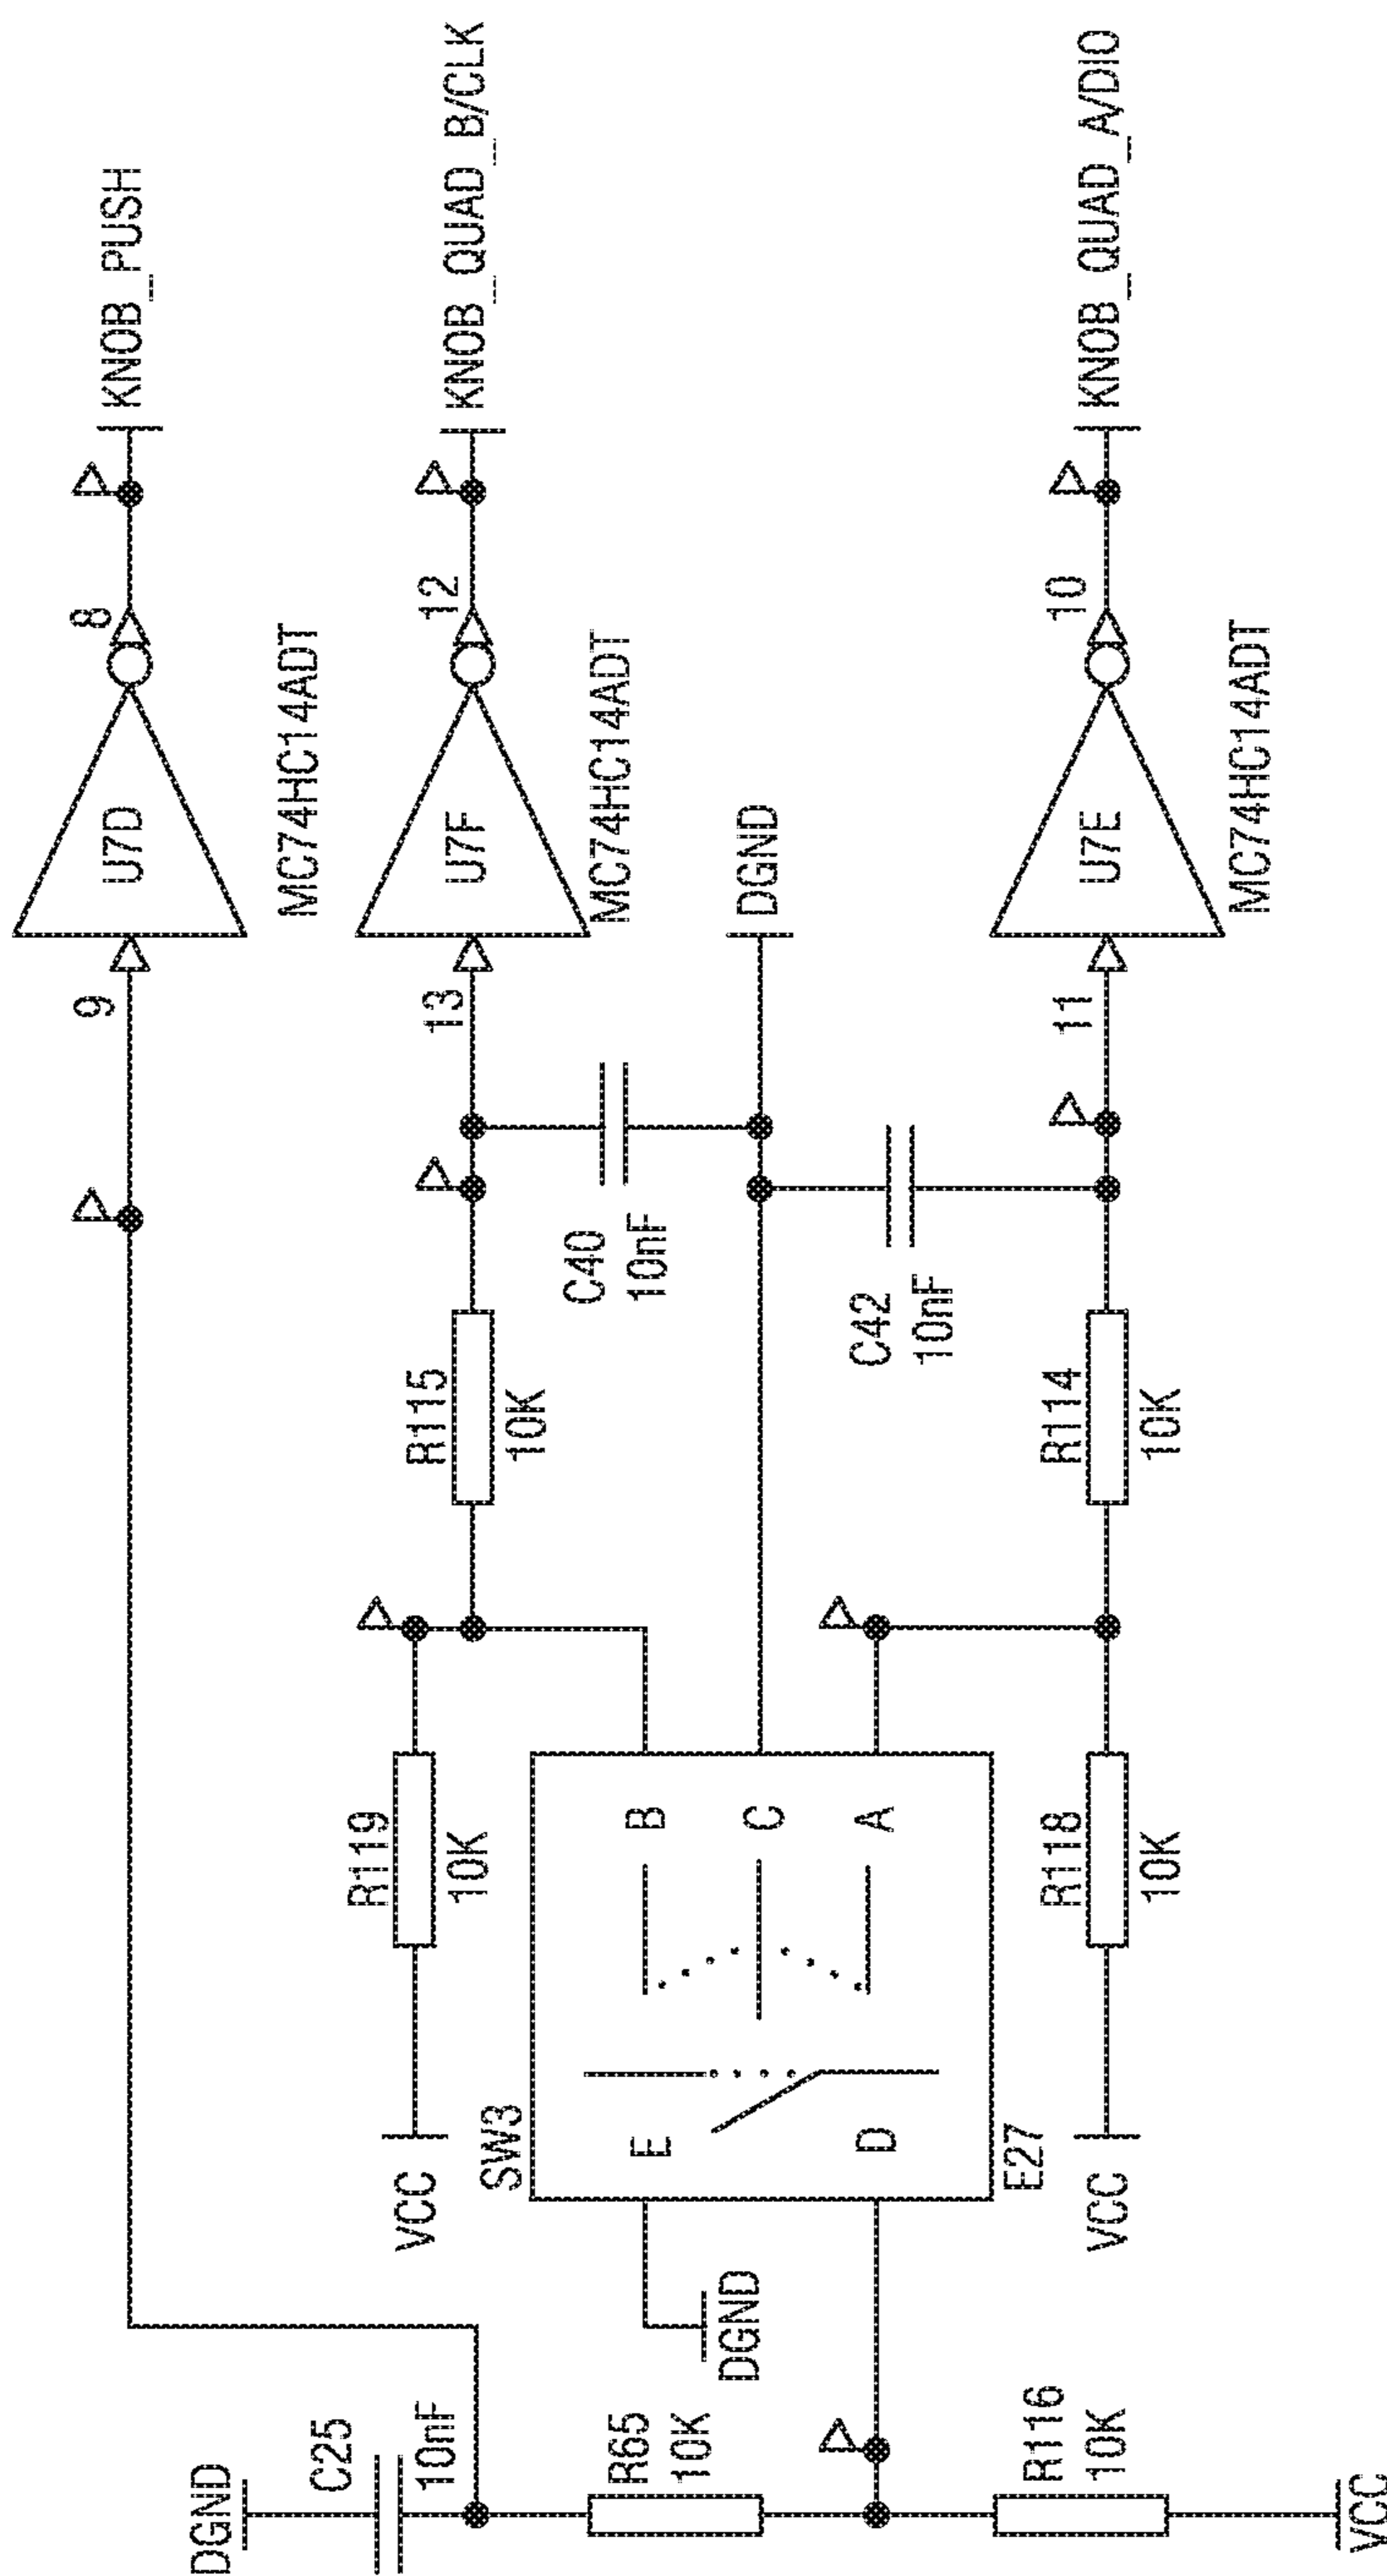 KNOB_PUSH
8
U7D
9
MC74HC14ADT
KNOB_QUAD_B/CLK
12
U7F
13
MC74HC14ADT
R115
10K
C40
10nF
DGND
C42
10nF
KNOB_QUAD_A/DIO
10
U7E
11
MC74HC14ADT
R114
10K
R119
10K
VCC
SW3
B
C
A
E
D
E27
R118
10K
VCC
DGND
DGND
C25
10nF
R65
10K
R116
10K
VCC